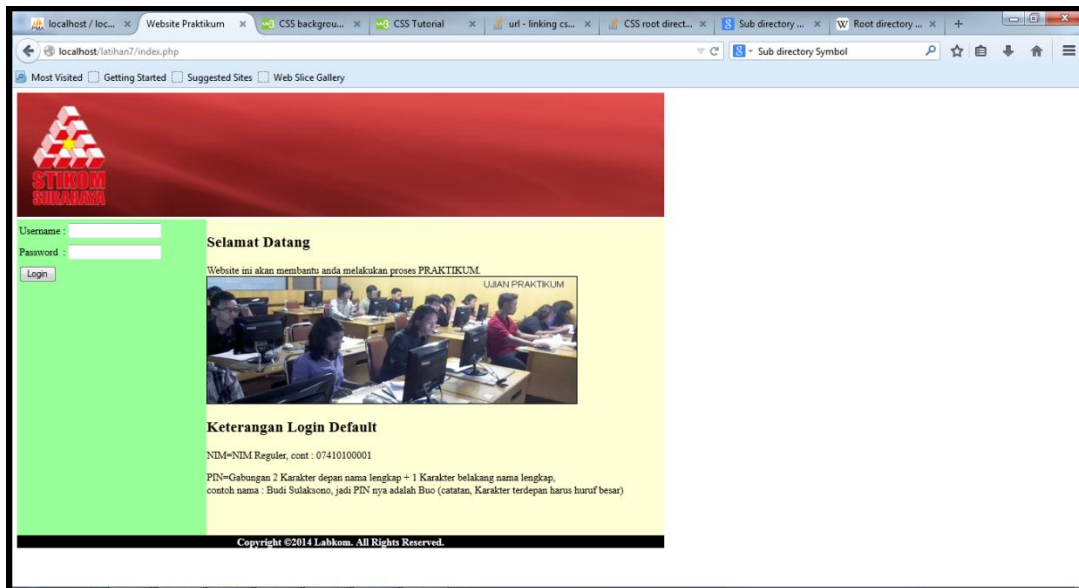 localhost / loc...
Website Praktikum
CSS backgrou...
CSS Tutorial
url - linking cs...
CSS root direct...
Sub directory ...
Root directory ...
localhost/latihan7/index.php
Sub directory Symbol
Most Visited Getting Started Suggested Sites Web Slice Gallery
STIKOM
SURABAYA
Username :
Password :
Login
Selamat Datang
Website ini akan membantu anda melakukan proses PRAKTIKUM.
UJIAN PRAKTIKUM
Keterangan Login Default
NIM=NIM Reguler, cont : 07410100001
PIN=Gabungan 2 Karakter depan nama lengkap + 1 Karakter belakang nama lengkap,
contoh nama : Budi Sulaksono, jadi PIN nya adalah Buo (catatan, Karakter terdepan harus huruf besar)
Copyright ©2014 Labkom. All Rights Reserved.